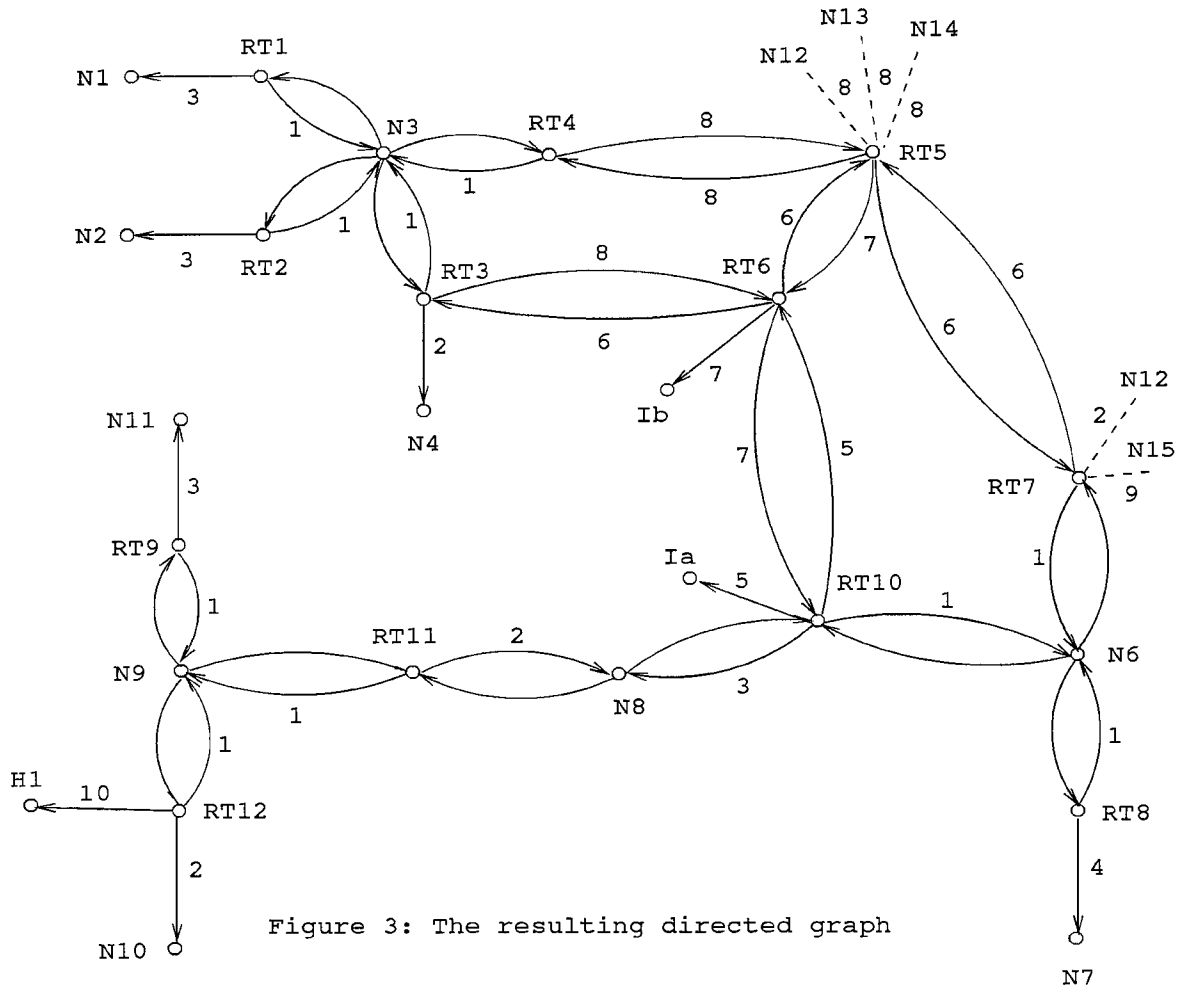 N13
N14
RT1
N12
N1
8
8
8
3
1
N3
RT4
8
RT5
1
8
1
1
6
7
N2
3
RT2
RT3
8
RT6
6
6
6
2
7
N12
2
N11
Ib
N15
N4
7
5
RT7
9
3
RT9
Ia
1
5
RT10
1
1
RT11
2
N9
N6
3
N8
1
1
1
H1
10
RT12
RT8
2
4
Figure 3: The resulting directed graph
N10
N7